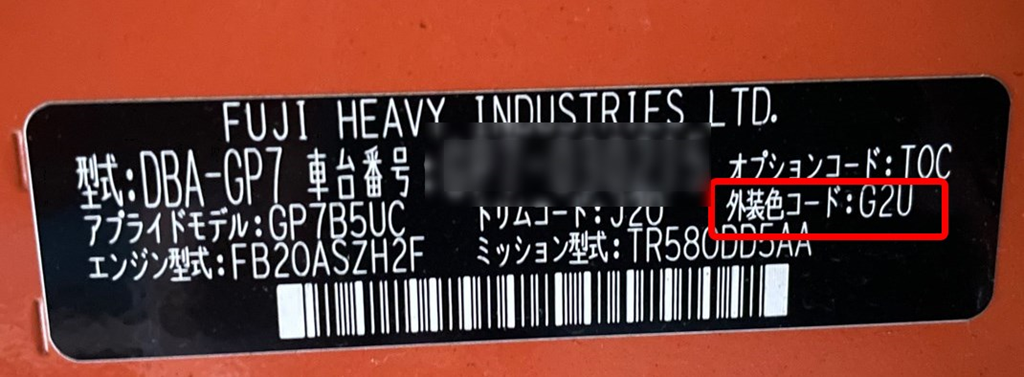 FUJI HEAVY INDUSTRIES LTD.
型式:DBA-GP7 車台番号 オプションコード:TOC
アプライドモデル:GP7B5UC トリムコード:J20 外装色コード:G2U
エンジン型式:FB20ASZH2F ミッション型式:TR580DD5AA